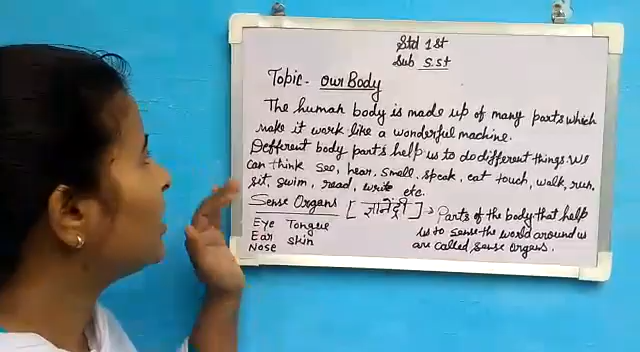 Std 1st
Sub S.St
Topic - Our Body
The human body is made up of many parts which
make it work like a wonderful machine.
Defferent body parts help us to do different things. We
can think see, hear, smell, speak, eat touch, walk, run,
sit, swim, read, write etc.
Sense Organs [ज्ञानेंद्री] → Parts of the body that help
us to sense the world around us
are called sense organs.
Eye Tongue
Ear Skin
Nose